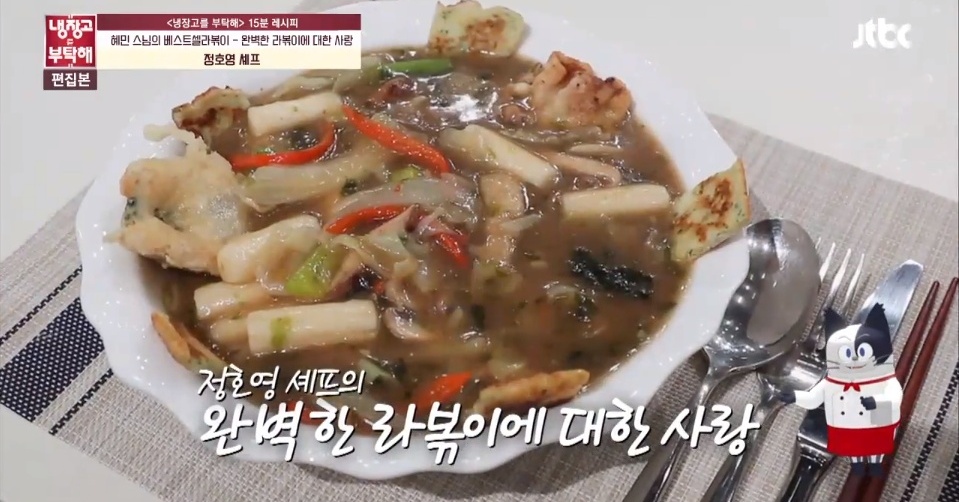 냉장고를
부탁해
편집본
<냉장고를 부탁해> 15분 레시피
혜민 스님의 베스트셀라볶이 - 완벽한 라볶이에 대한 사랑
정호영 셰프
jtbc
정호영 셰프의
완벽한 라볶이에 대한 사랑